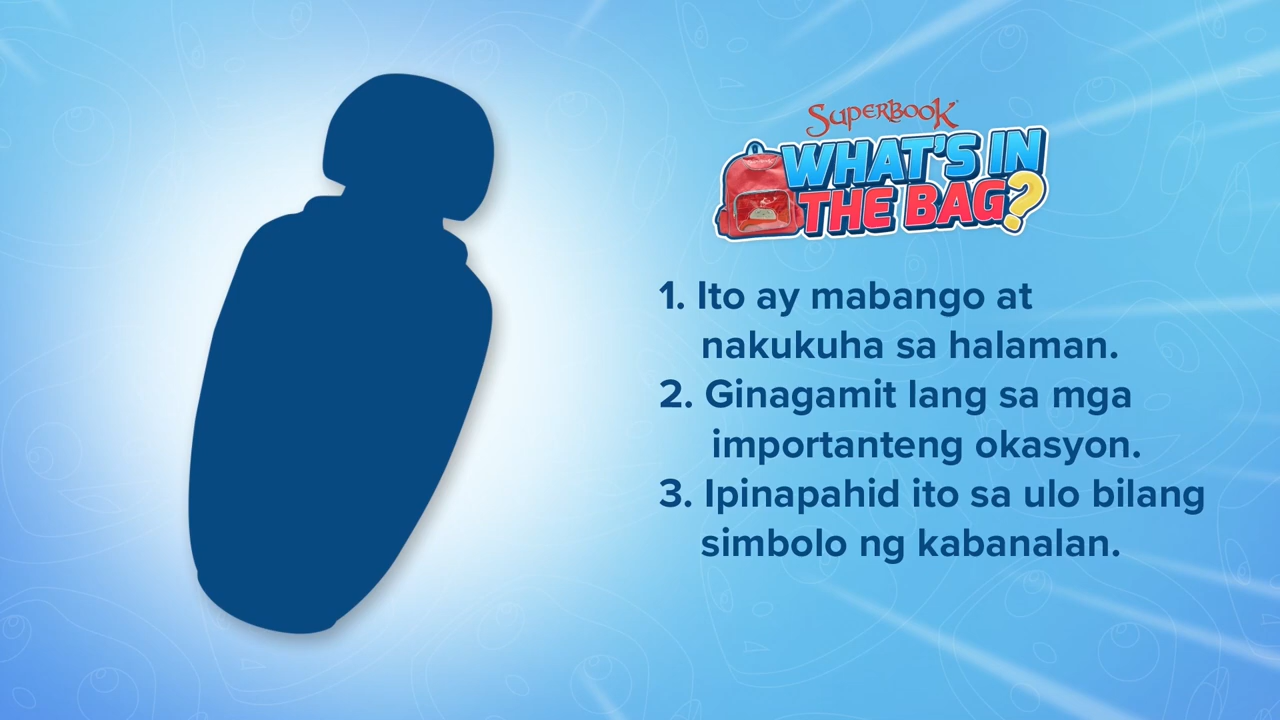 SUPERBOOK
WHAT'S IN
THE BAG?
1. Ito ay mabango at
nakukuha sa halaman.
2. Ginagamit lang sa mga
importanteng okasyon.
3. Ipinapahid ito sa ulo bilang
simbolo ng kabanalan.